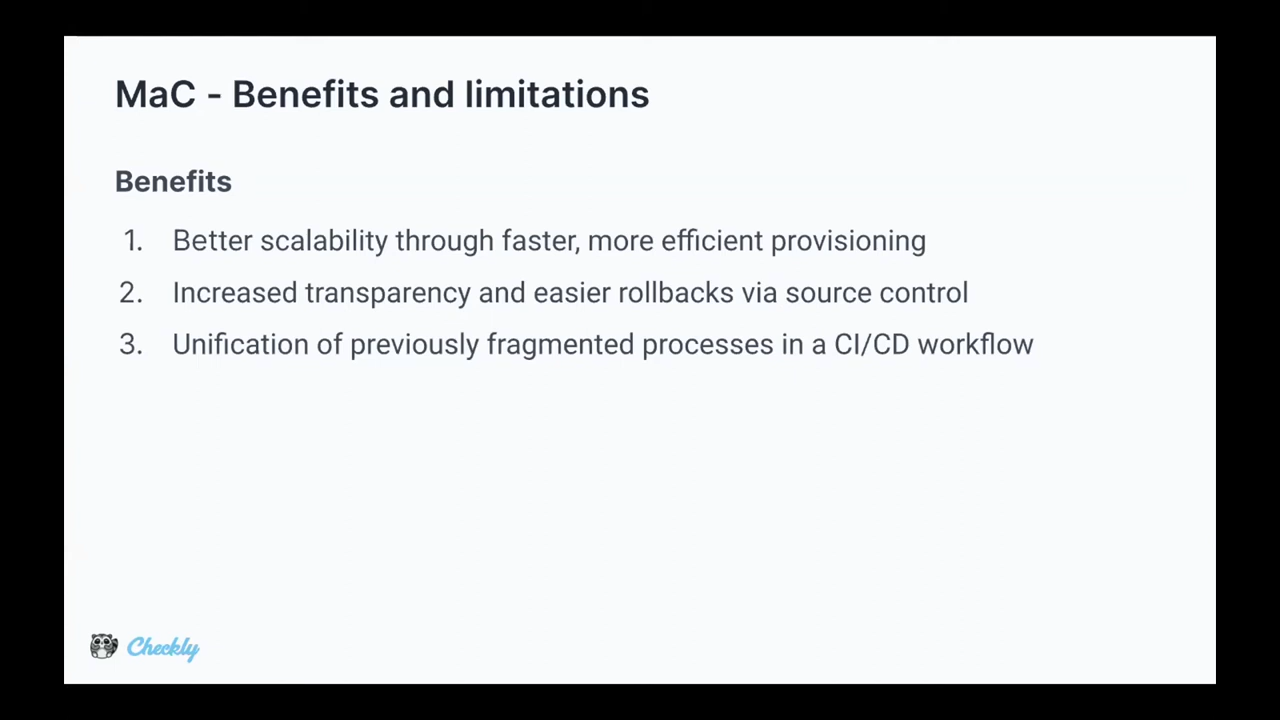 MaC - Benefits and limitations
Benefits
1. Better scalability through faster, more efficient provisioning
2. Increased transparency and easier rollbacks via source control
3. Unification of previously fragmented processes in a CI/CD workflow
Checkly